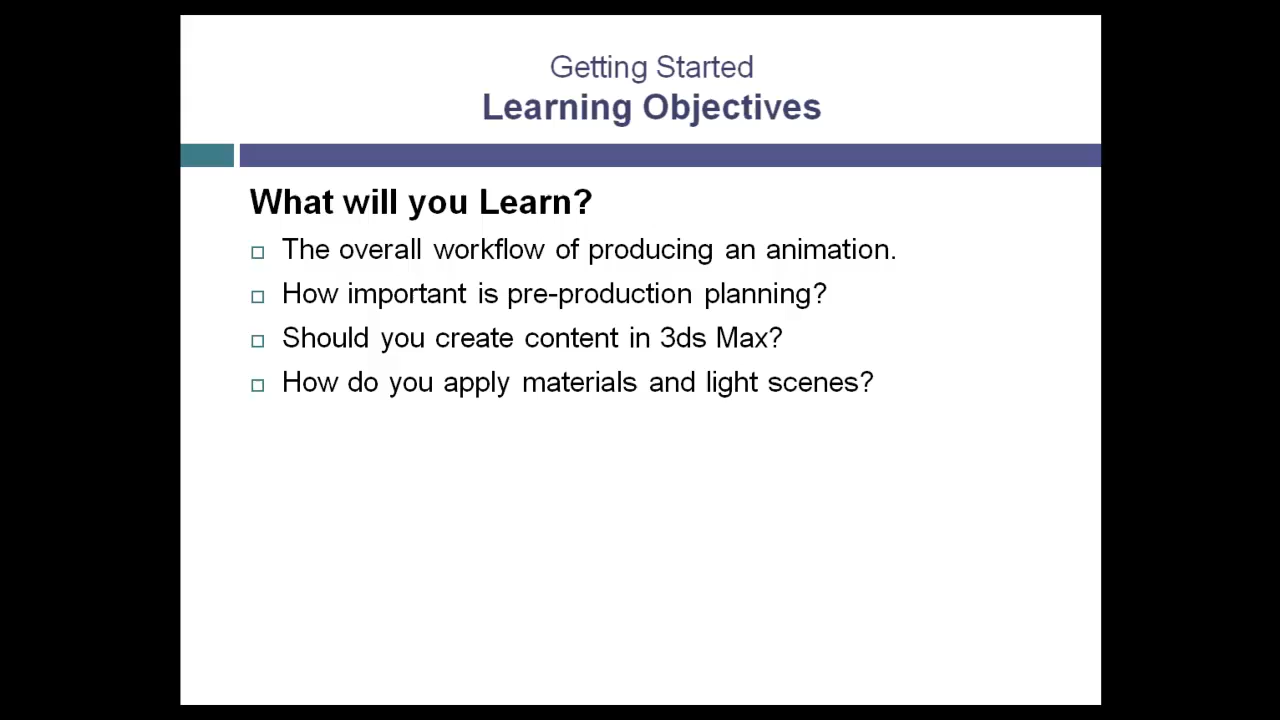 Getting Started
Learning Objectives
What will you Learn?
The overall workflow of producing an animation.
How important is pre-production planning?
Should you create content in 3ds Max?
How do you apply materials and light scenes?